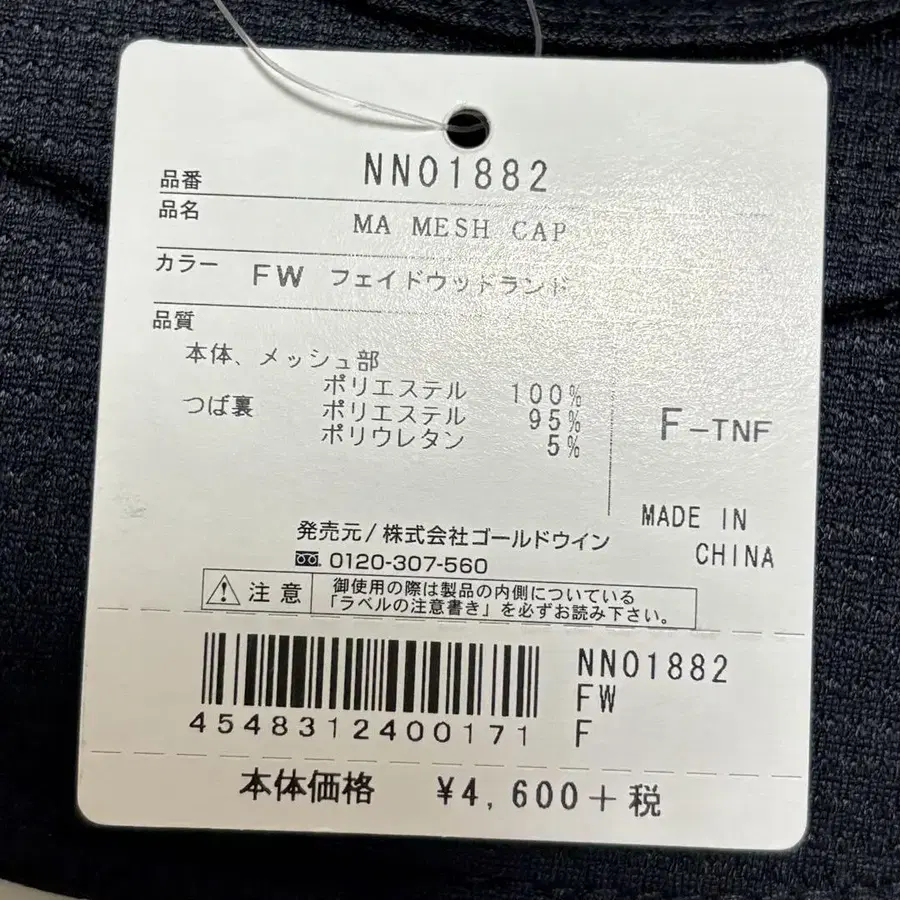 品番 NN01882
品名 MA MESH CAP
カラー FW フェイドウッドランド
品質
本体、メッシュ部
ポリエステル 100%
つば裏 ポリエステル 95%
ポリウレタン 5%
F-TNF
MADE IN
CHINA
発売元/株式会社ゴールドウイン
0120-307-560
注意 御使用の際は製品の内側についている
「ラベルの注意書き」を必ずお読み下さい。
NN01882
FW
F
4548312400171
本体価格 ¥4,600+税